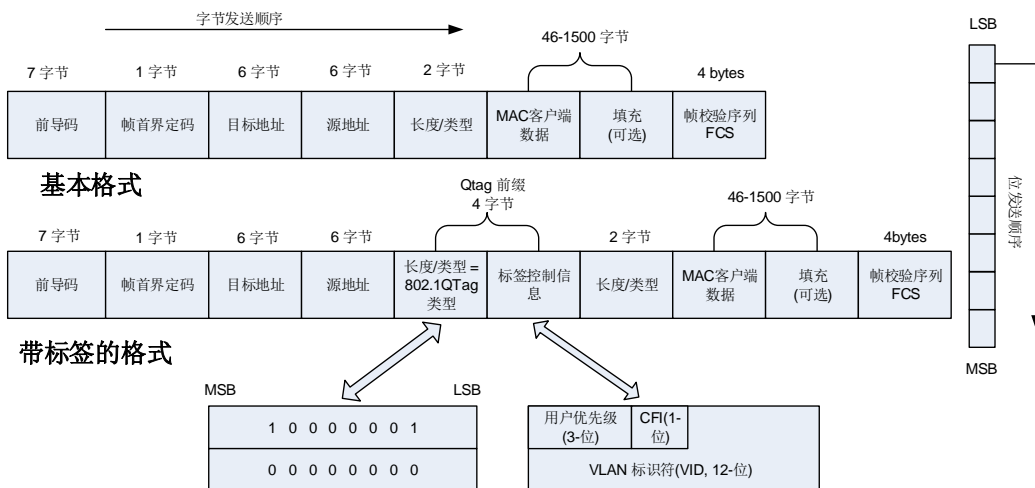 字节发送顺序
46-1500 字节
7 字节
1 字节
6 字节
6 字节
2 字节
4 bytes
前导码
帧首界定码
目标地址
源地址
长度/类型
MAC客户端
数据
填充
(可选)
帧校验序列
FCS
基本格式
Qtag 前缀
4 字节
46-1500 字节
7 字节
1 字节
6 字节
6 字节
2 字节
4bytes
前导码
帧首界定码
目标地址
源地址
长度/类型 =
802.1QTag
类型
标签控制信
息
长度/类型
MAC客户端
数据
填充
(可选)
帧校验序列
FCS
带标签的格式
MSB
LSB
1 0 0 0 0 0 0 1
0 0 0 0 0 0 0 0
用户优先级
(3-位)
CFI(1-
位)
VLAN 标识符(VID, 12-位)
LSB
位发送顺序
MSB